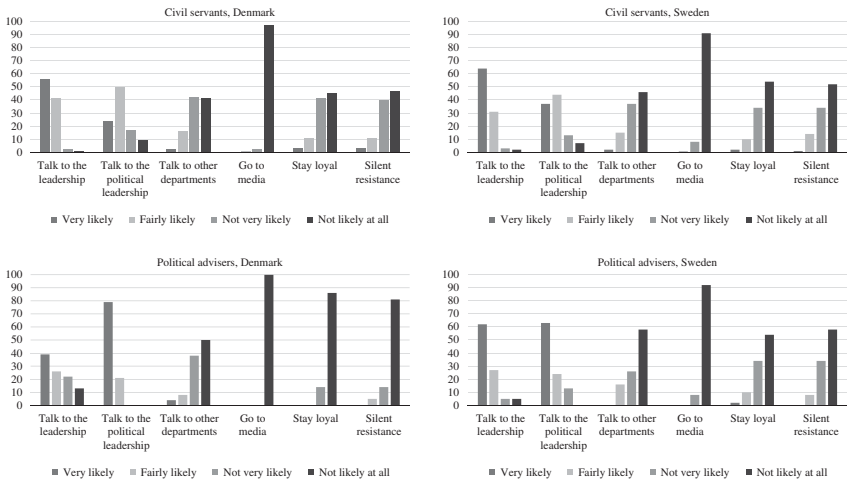 Civil servants, Denmark
100
90
80
70
60
50
40
30
20
10
0
Talk to the leadership
Talk to the political leadership
Talk to other departments
Go to media
Stay loyal
Silent resistance
Very likely Fairly likely Not very likely Not likely at all
Civil servants, Sweden
100
90
80
70
60
50
40
30
20
10
0
Talk to the leadership
Talk to the political leadership
Talk to other departments
Go to media
Stay loyal
Silent resistance
Very likely Fairly likely Not very likely Not likely at all
Political advisers, Denmark
100
90
80
70
60
50
40
30
20
10
0
Talk to the leadership
Talk to the political leadership
Talk to other departments
Go to media
Stay loyal
Silent resistance
Very likely Fairly likely Not very likely Not likely at all
Political advisers, Sweden
100
90
80
70
60
50
40
30
20
10
0
Talk to the leadership
Talk to the political leadership
Talk to other departments
Go to media
Stay loyal
Silent resistance
Very likely Fairly likely Not very likely Not likely at all